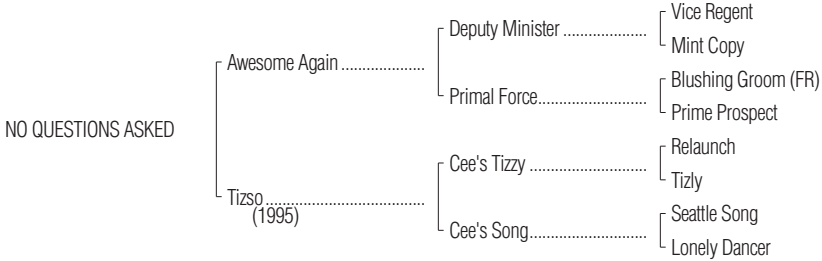 Vice Regent
Deputy Minister ....................
Mint Copy
Awesome Again ....................
Blushing Groom (FR)
Primal Force..........................
Prime Prospect
NO QUESTIONS ASKED
Relaunch
Cee's Tizzy ............................
Tizly
Tizso ......................................
(1995)
Seattle Song
Cee's Song............................
Lonely Dancer